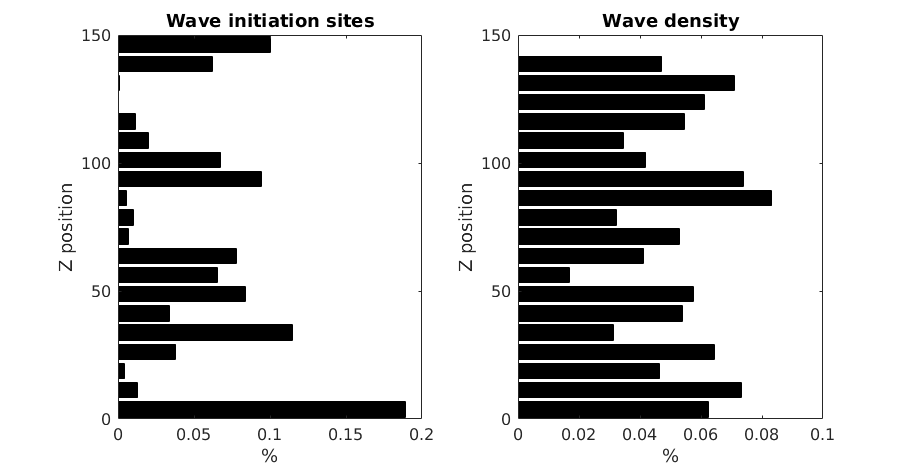 Wave initiation sites
150
100
50
0
Z position
0 0.05 0.1 0.15 0.2
%
Wave density
150
100
50
0
Z position
0 0.02 0.04 0.06 0.08 0.1
%